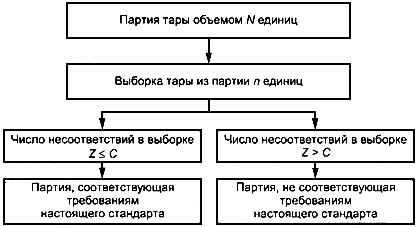 Партия тары объемом N единиц
Выборка тары из партии n единиц
Число несоответствий в выборке
Z ≤ C
Число несоответствий в выборке
Z > C
Партия, соответствующая
требованиям
настоящего стандарта
Партия, не соответствующая
требованиям
настоящего стандарта